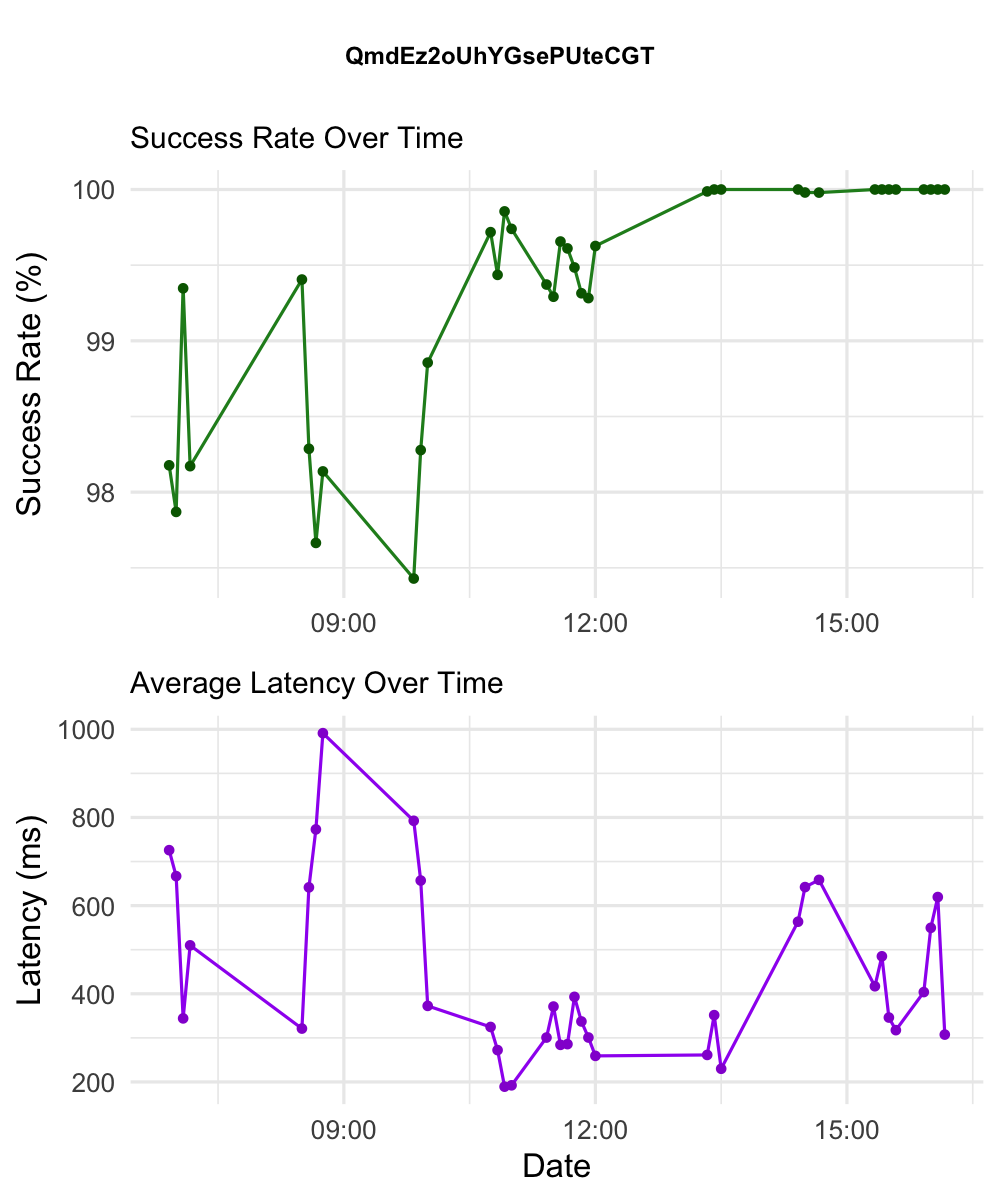 QmdEz2oUhYGsePUteCGT
Success Rate Over Time
Success Rate (%)
100
99
98
09:00 12:00 15:00
Average Latency Over Time
Latency (ms)
1000
800
600
400
200
09:00 12:00 15:00
Date